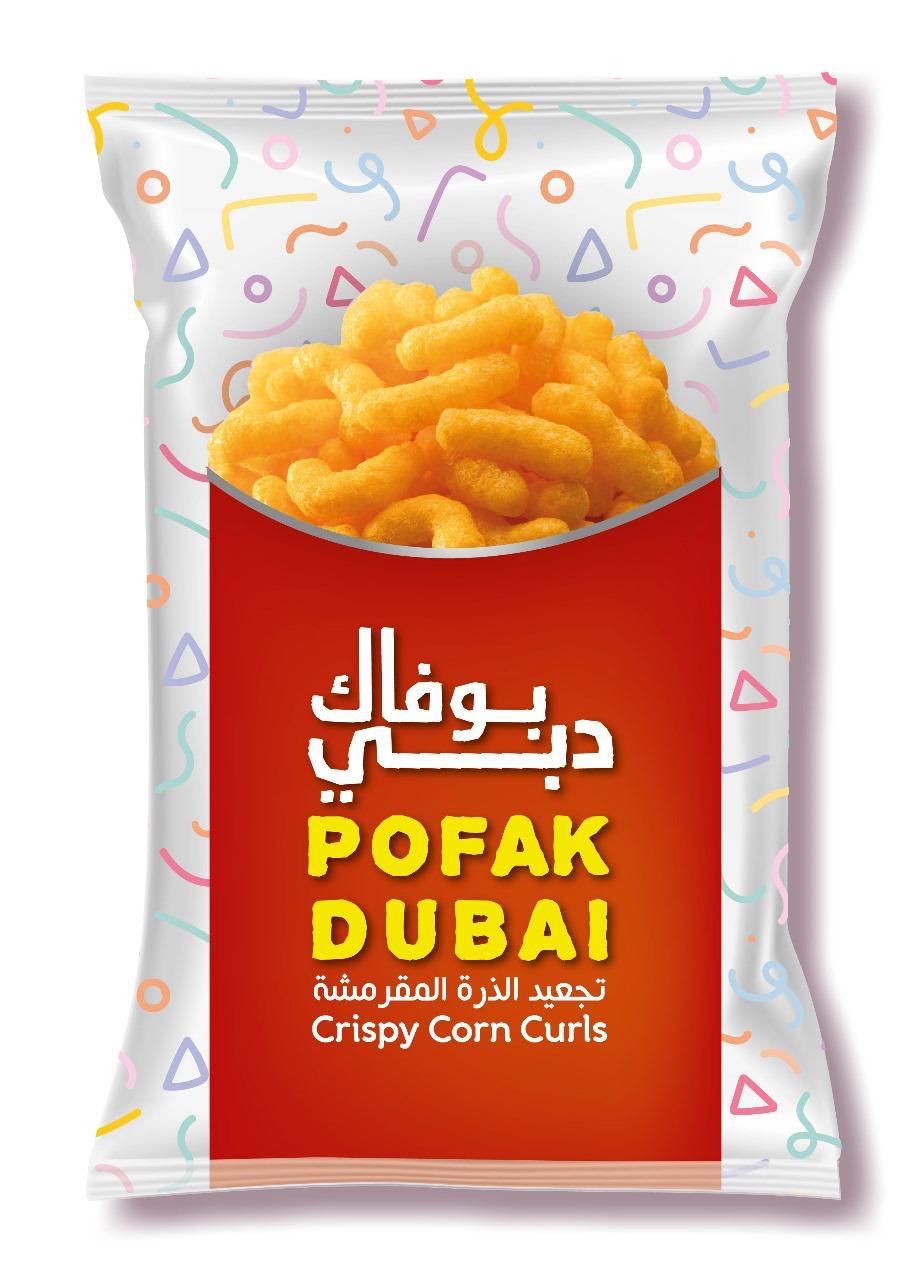 بوفاك
دبي
POFAK
DUBAI
تجعيد الذرة المقرمشة
Crispy Corn Curls